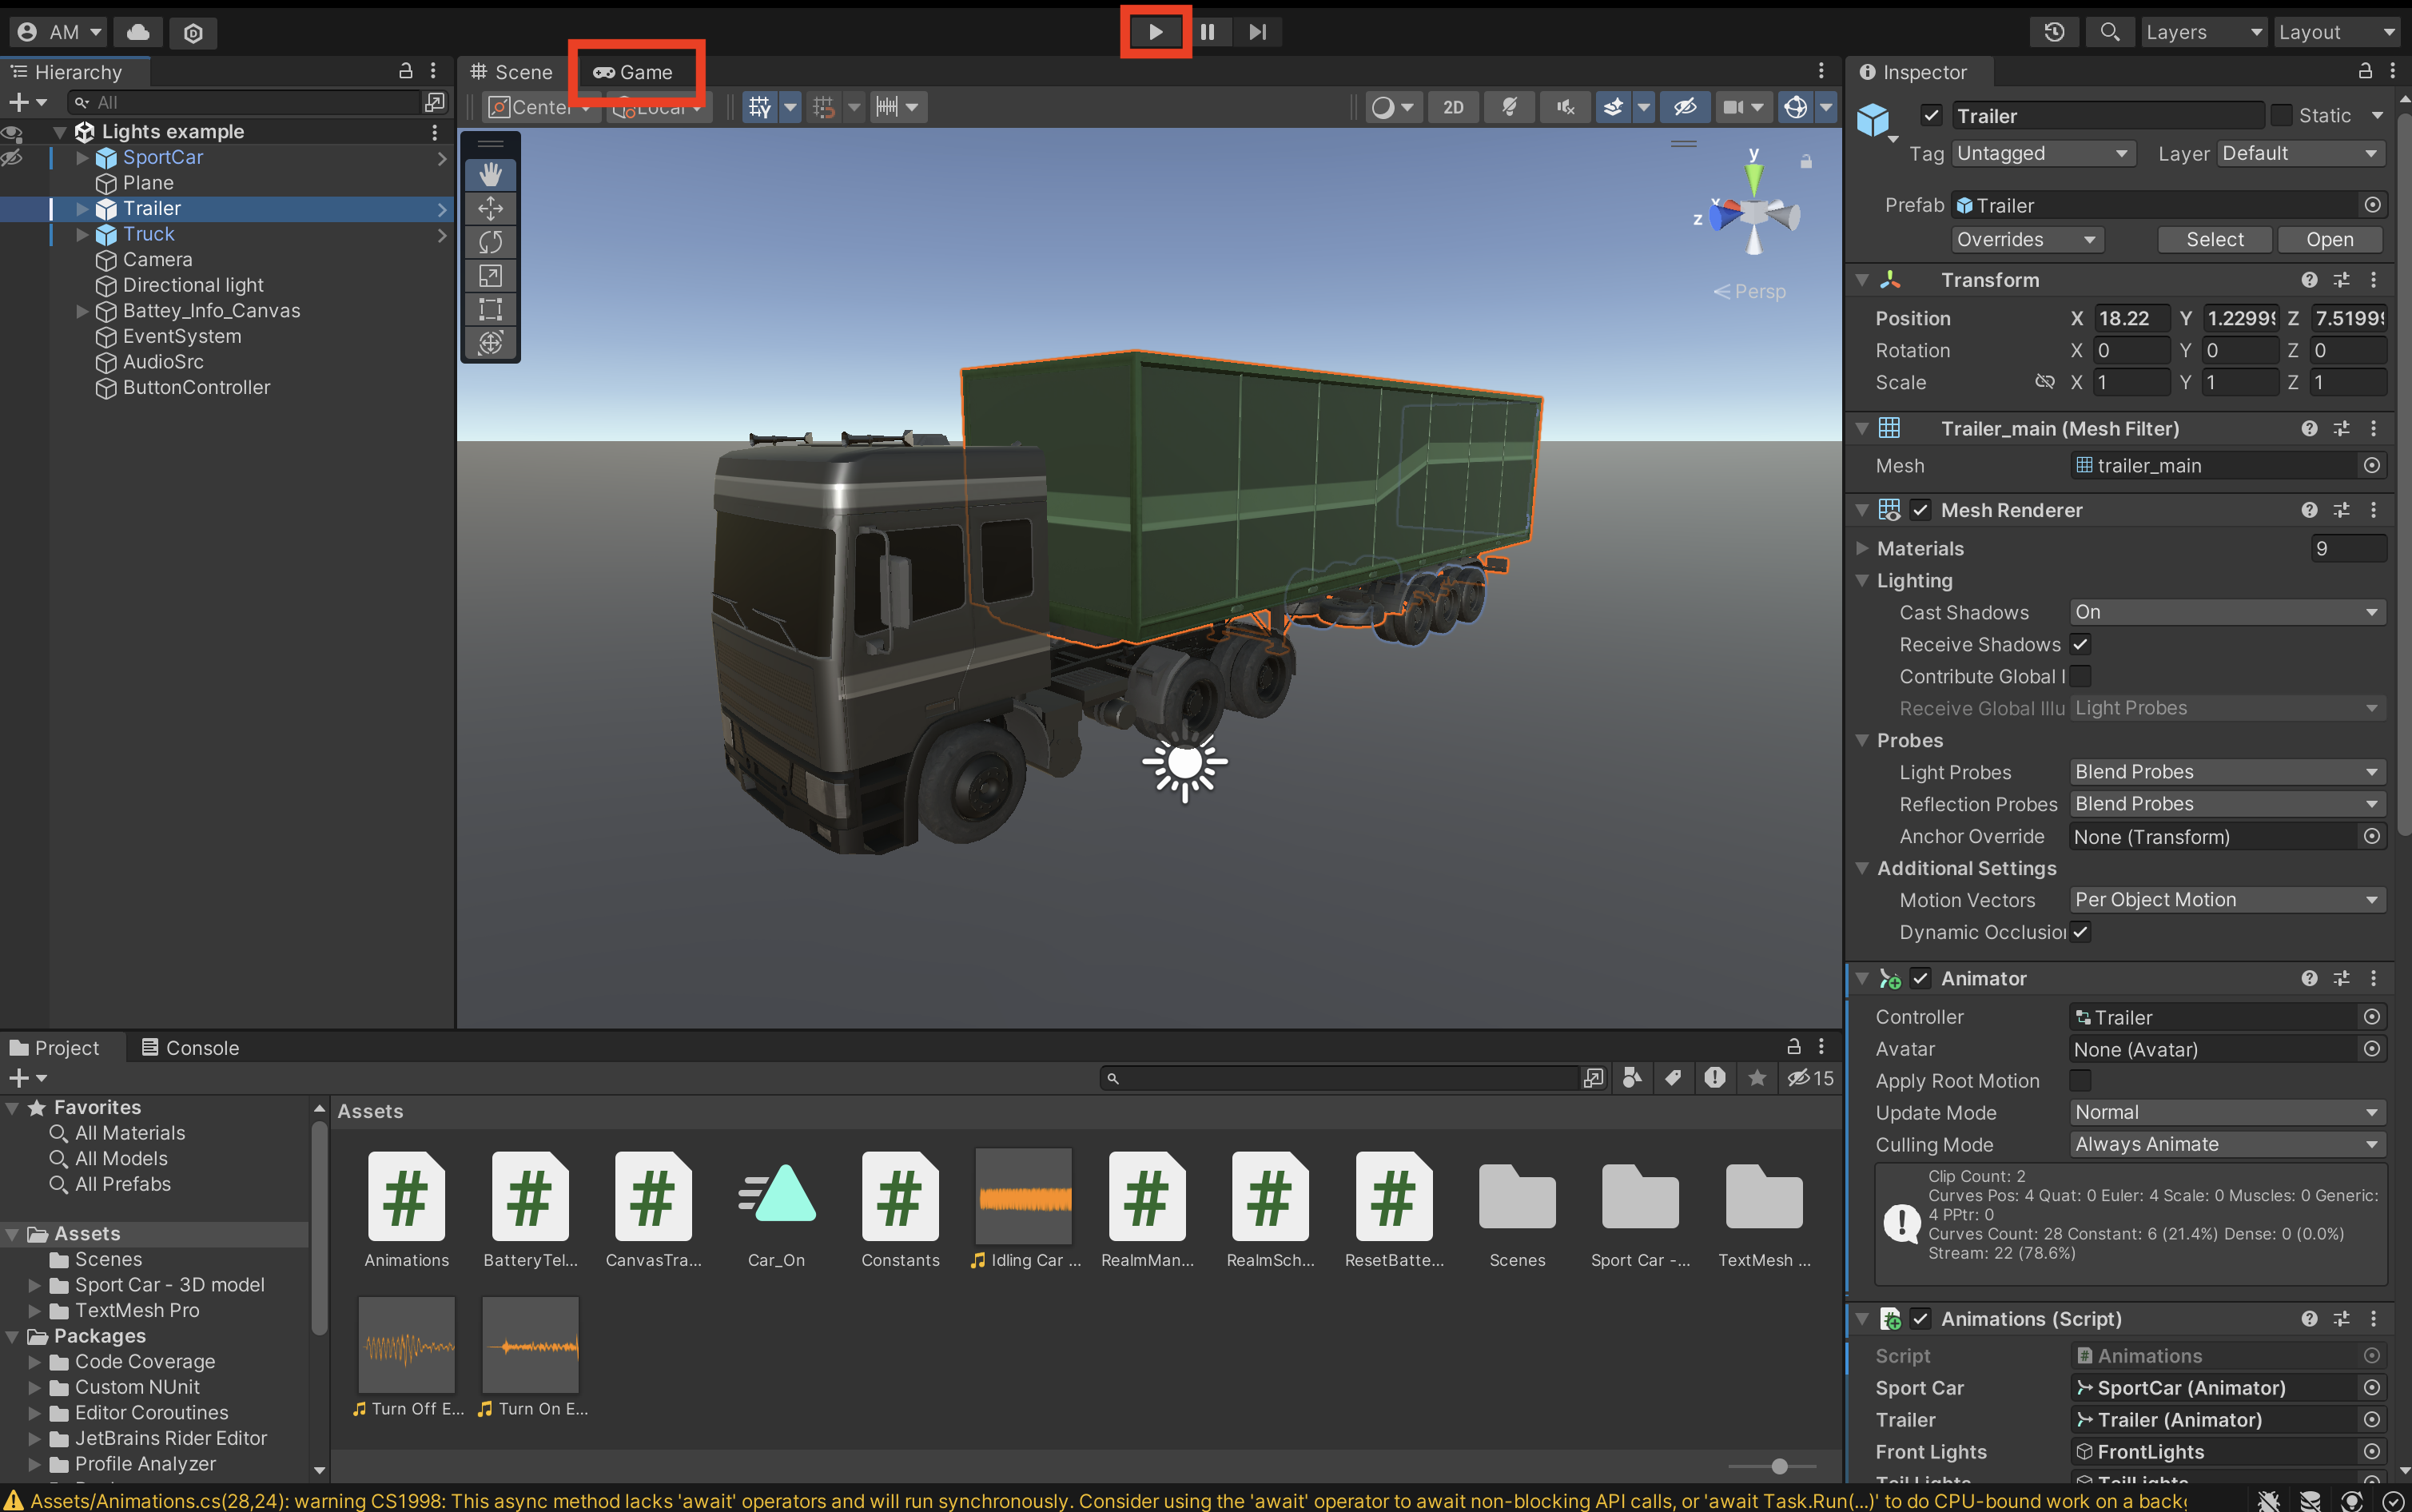 AM
Layers
Layout
Hierarchy
All
Lights example
SportCar
Plane
Trailer
Truck
Camera
Directional light
Battey_Info_Canvas
EventSystem
AudioSrc
ButtonController
Scene
Game
Center
Local
2D
y
x
z
Persp
Inspector
Trailer
Static
Tag
Untagged
Layer
Default
Prefab
Trailer
Overrides
Select
Open
Transform
Position X 18.22 Y 1.2299 Z 7.5199
Rotation X 0 Y 0 Z 0
Scale X 1 Y 1 Z 1
Trailer_main (Mesh Filter)
Mesh trailer_main
Mesh Renderer
Materials 9
Lighting
Cast Shadows On
Receive Shadows
Contribute Global I
Receive Global Illu Light Probes
Probes
Light Probes Blend Probes
Reflection Probes Blend Probes
Anchor Override None (Transform)
Additional Settings
Motion Vectors Per Object Motion
Dynamic Occlusion
Animator
Controller Trailer
Avatar None (Avatar)
Apply Root Motion
Update Mode Normal
Culling Mode Always Animate
Clip Count: 2
Curves Pos: 4 Quat: 0 Euler: 4 Scale: 0 Muscles: 0 Generic:
4 PPtr: 0
Curves Count: 28 Constant: 6 (21.4%) Dense: 0 (0.0%)
Stream: 22 (78.6%)
Animations (Script)
Script Animations
Sport Car SportCar (Animator)
Trailer Trailer (Animator)
Front Lights FrontLights
Tail Lights TailLights
Project
Console
15
Favorites
All Materials
All Models
All Prefabs
Assets
Scenes
Sport Car - 3D model
TextMesh Pro
Packages
Code Coverage
Custom NUnit
Editor Coroutines
JetBrains Rider Editor
Profile Analyzer
Assets
Animations
BatteryTel...
CanvasTra...
Car_On
Constants
Idling Car ...
RealmMan...
RealmSch...
ResetBatte...
Scenes
Sport Car -...
TextMesh ...
Turn Off E...
Turn On E...
Assets/Animations.cs(28,24): warning CS1998: This async method lacks 'await' operators and will run synchronously. Consider using the 'await' operator to await non-blocking API calls, or 'await Task.Run(...)' to do CPU-bound work on a back